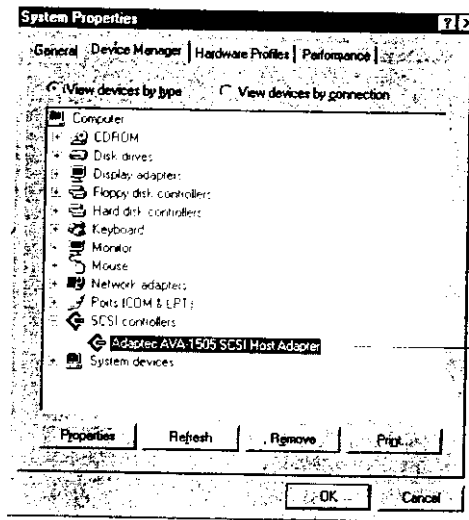 System Properties
General Device Manager Hardware Profiles Performance
View devices by type View devices by connection
Computer
CDROM
Disk drives
Display adapters
Floppy disk controllers
Hard disk controllers
Keyboard
Monitor
Mouse
Network adapters
Ports (COM & LPT)
SCSI controllers
Adaptec AVA-1505 SCSI Host Adapter
System devices
Properties Refresh Remove Print...
OK Cancel